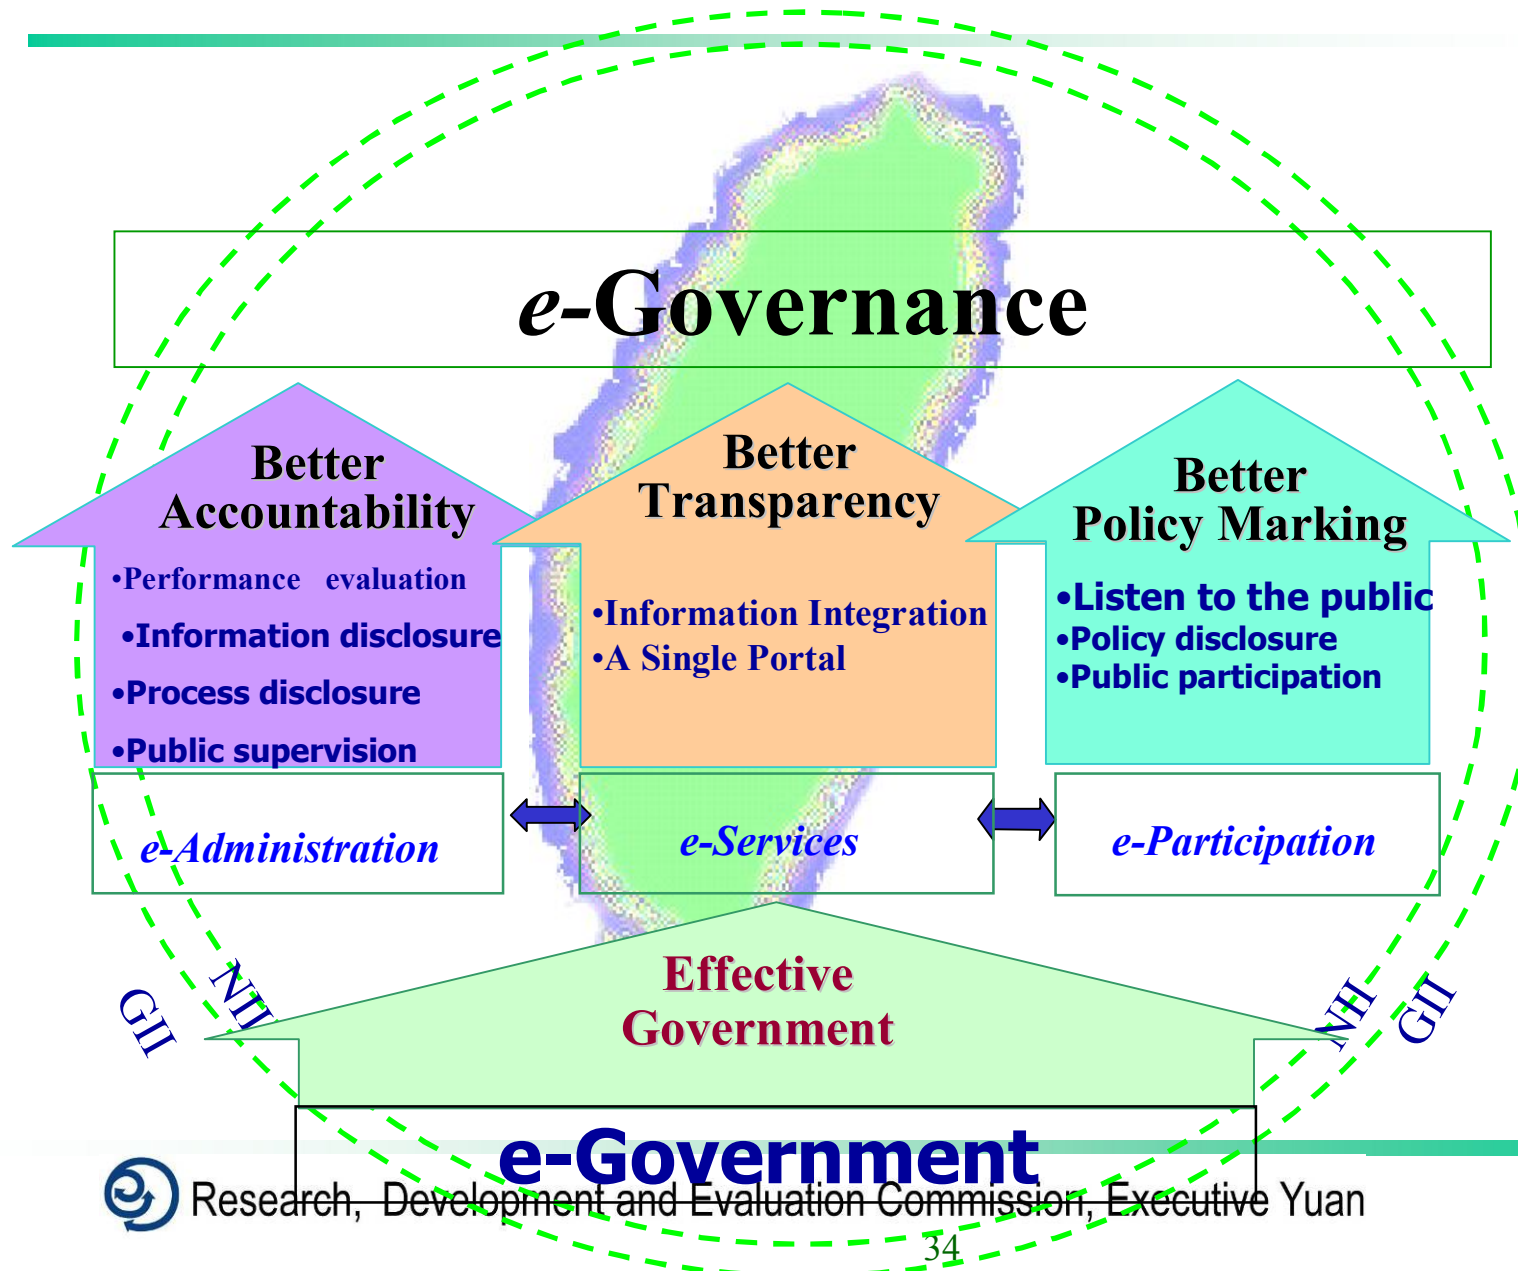 e-Governance
Better
Accountability
•Performance evaluation
•Information disclosure
•Process disclosure
•Public supervision
Better
Transparency
•Information Integration
•A Single Portal
Better
Policy Marking
•Listen to the public
•Policy disclosure
•Public participation
e-Administration
e-Services
e-Participation
GII
NII
Effective
Government
NII
GII
e-Government
Research, Development and Evaluation Commission, Executive Yuan
34